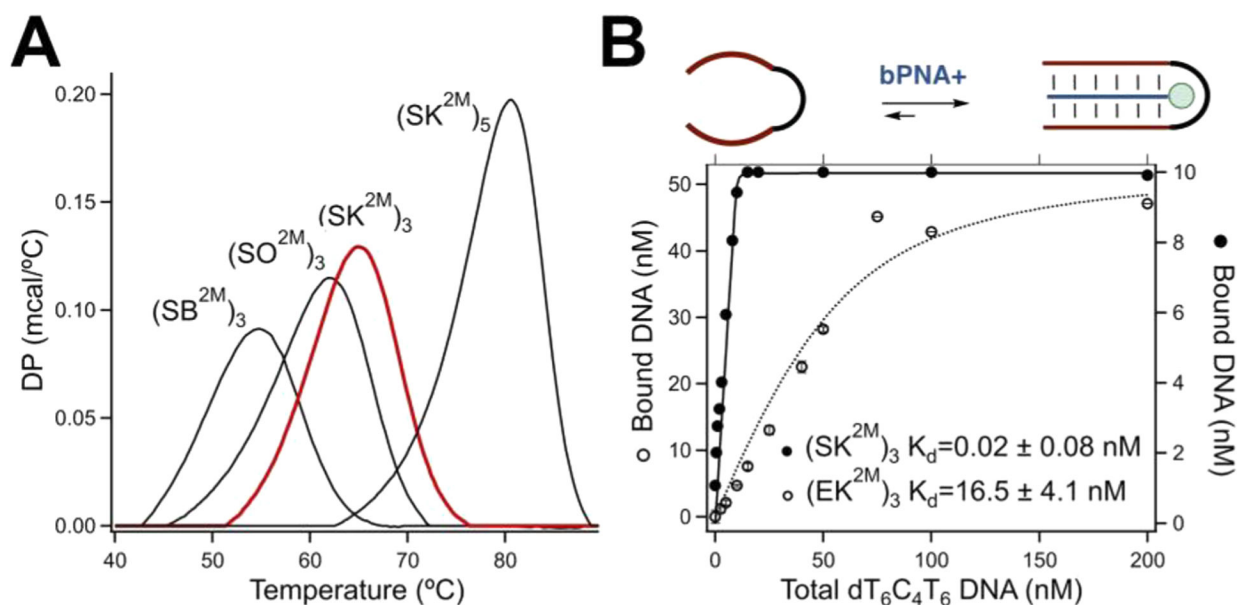 A
DP (mcal/ºC)
0.20
0.15
0.10
0.05
0.00
40
50
60
70
80
Temperature (ºC)
(SB²ᴹ)₃
(SO²ᴹ)₃
(SK²ᴹ)₃
(SK²ᴹ)₅
B
bPNA+
○ Bound DNA (nM)
50
40
30
20
10
0
● Bound DNA (nM)
10
8
6
4
2
0
● (SK²ᴹ)₃ K_d=0.02 ± 0.08 nM
○ (EK²ᴹ)₃ K_d=16.5 ± 4.1 nM
0
50
100
150
200
Total dT₆C₄T₆ DNA (nM)